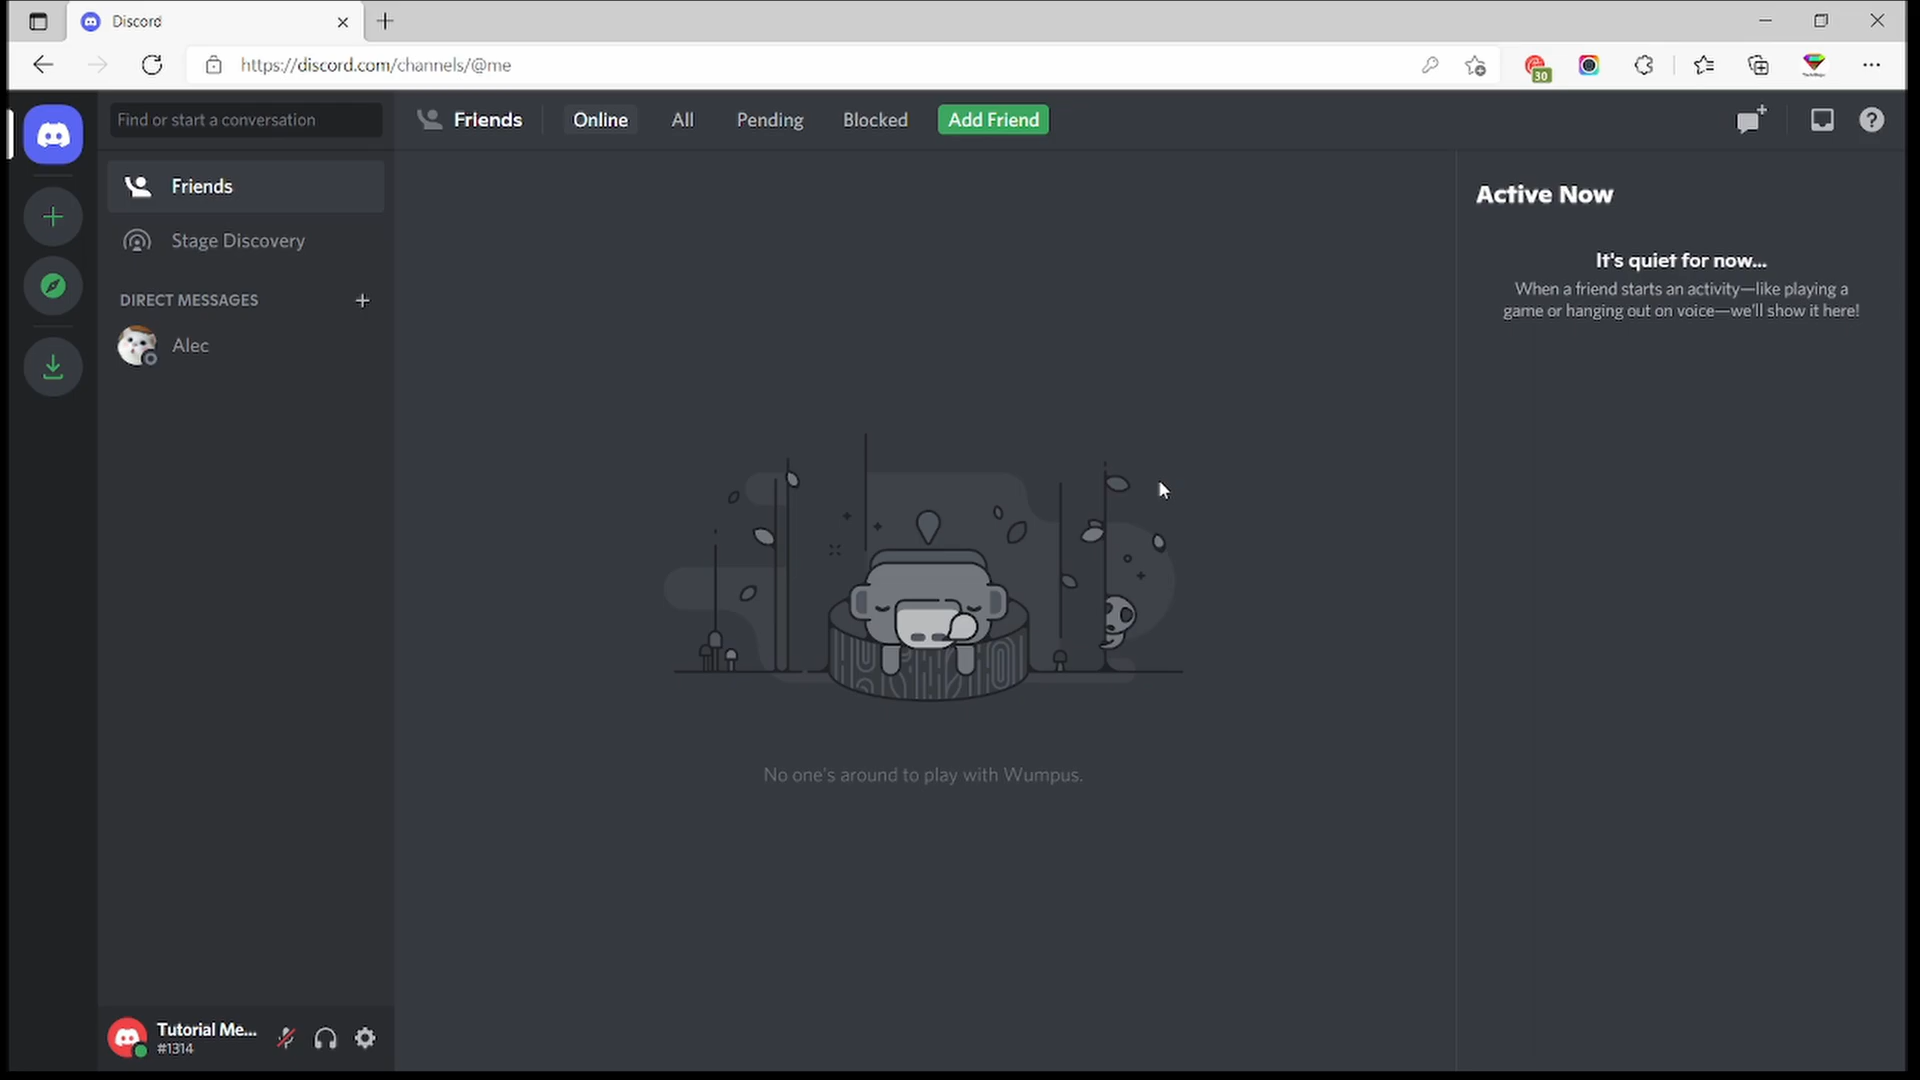 Discord
https://discord.com/channels/@me
30
Find or start a conversation
Friends
Online
All
Pending
Blocked
Add Friend
Friends
Stage Discovery
DIRECT MESSAGES
Alec
Active Now
It's quiet for now...
When a friend starts an activity—like playing a
game or hanging out on voice—we'll show it here!
No one's around to play with Wumpus.
Tutorial Me...
#1314